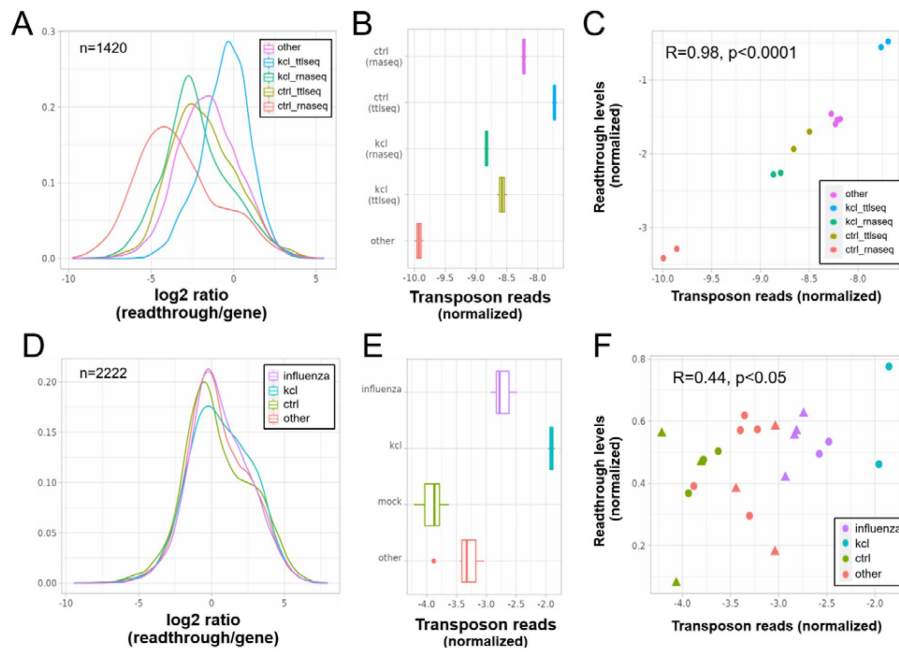 A
n=1420
other
kcl_ttlseq
kcl_rnaseq
ctrl_ttlseq
ctrl_rnaseq
0.3
0.2
0.1
0.0
-10
-5
0
5
log2 ratio
(readthrough/gene)
B
ctrl
(rnaseq)
ctrl
(ttlseq)
kcl
(rnaseq)
kcl
(ttlseq)
other
-10.0
-9.5
-9.0
-8.5
-8.0
Transposon reads
(normalized)
C
R=0.98, p<0.0001
Readthrough levels
(normalized)
-1
-2
-3
other
kcl_ttlseq
kcl_rnaseq
ctrl_ttlseq
ctrl_rnaseq
-10.0
-9.5
-9.0
-8.5
-8.0
Transposon reads (normalized)
D
n=2222
influenza
kcl
ctrl
other
0.20
0.15
0.10
0.05
0.00
-10
-5
0
5
log2 ratio
(readthrough/gene)
E
influenza
kcl
mock
other
-4.0
-3.5
-3.0
-2.5
-2.0
Transposon reads
(normalized)
F
R=0.44, p<0.05
Readthrough levels
(normalized)
0.8
0.6
0.4
0.2
influenza
kcl
ctrl
other
-4.0
-3.5
-3.0
-2.5
-2.0
Transposon reads (normalized)